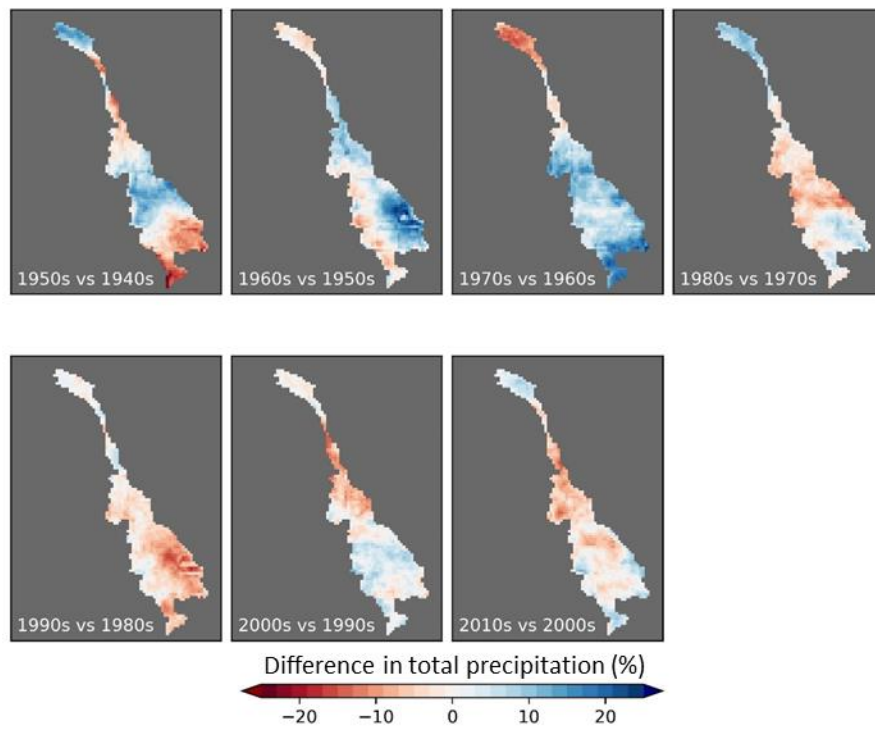 1950s vs 1940s
1960s vs 1950s
1970s vs 1960s
1980s vs 1970s
1990s vs 1980s
2000s vs 1990s
2010s vs 2000s
Difference in total precipitation (%)
−20 −10 0 10 20